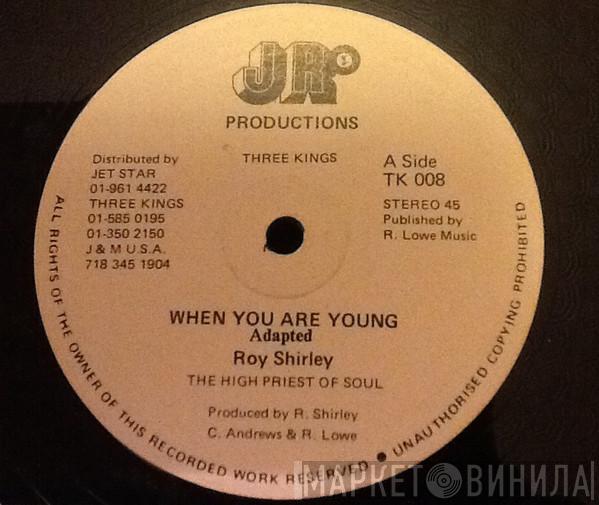 JR
PRODUCTIONS
THREE KINGS
Distributed by
JET STAR
01-961 4422
THREE KINGS
01-585 0195
01-350 2150
J & M U.S.A.
718 345 1904
A Side
TK 008
STEREO 45
Published by
R. Lowe Music
WHEN YOU ARE YOUNG
Adapted
Roy Shirley
THE HIGH PRIEST OF SOUL
Produced by R. Shirley
C. Andrews & R. Lowe
ALL RIGHTS OF THE OWNER OF THIS RECORDED WORK RESERVED ● UNAUTHORISED COPYING PROHIBITED
МАРКЕТ ВИНИЛА